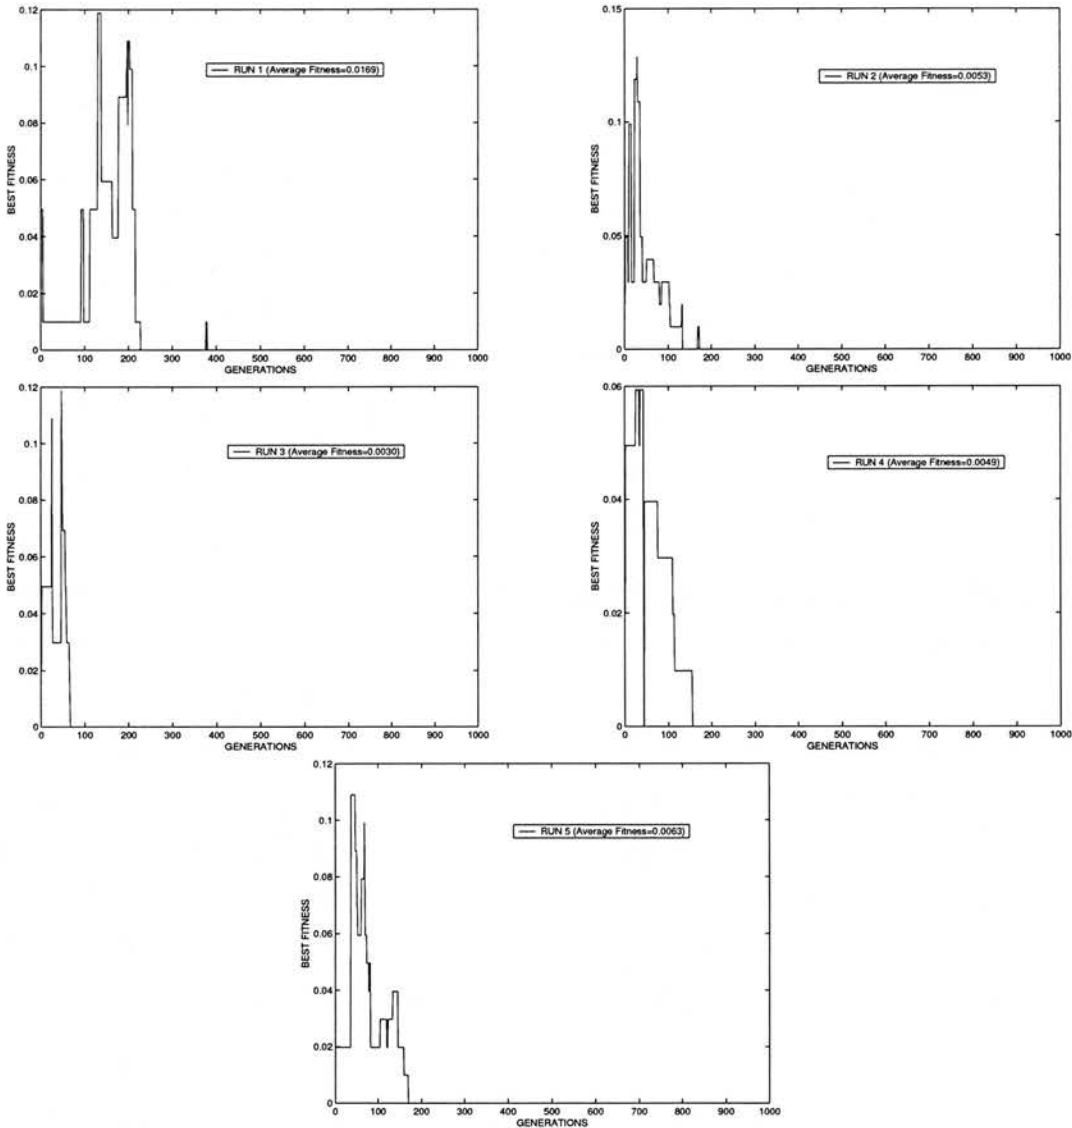 0.12
0.1
0.08
0.06
0.04
0.02
0
BEST FITNESS
RUN 1 (Average Fitness=0.0169)
0 100 200 300 400 500 600 700 800 900 1000
GENERATIONS
0.15
0.1
0.05
0
BEST FITNESS
RUN 2 (Average Fitness=0.0053)
0 100 200 300 400 500 600 700 800 900 1000
GENERATIONS
0.12
0.1
0.08
0.06
0.04
0.02
0
BEST FITNESS
RUN 3 (Average Fitness=0.0030)
0 100 200 300 400 500 600 700 800 900 1000
GENERATIONS
0.06
0.04
0.02
0
BEST FITNESS
RUN 4 (Average Fitness=0.0049)
0 100 200 300 400 500 600 700 800 900 1000
GENERATIONS
0.12
0.1
0.08
0.06
0.04
0.02
0
BEST FITNESS
RUN 5 (Average Fitness=0.0063)
0 100 200 300 400 500 600 700 800 900 1000
GENERATIONS